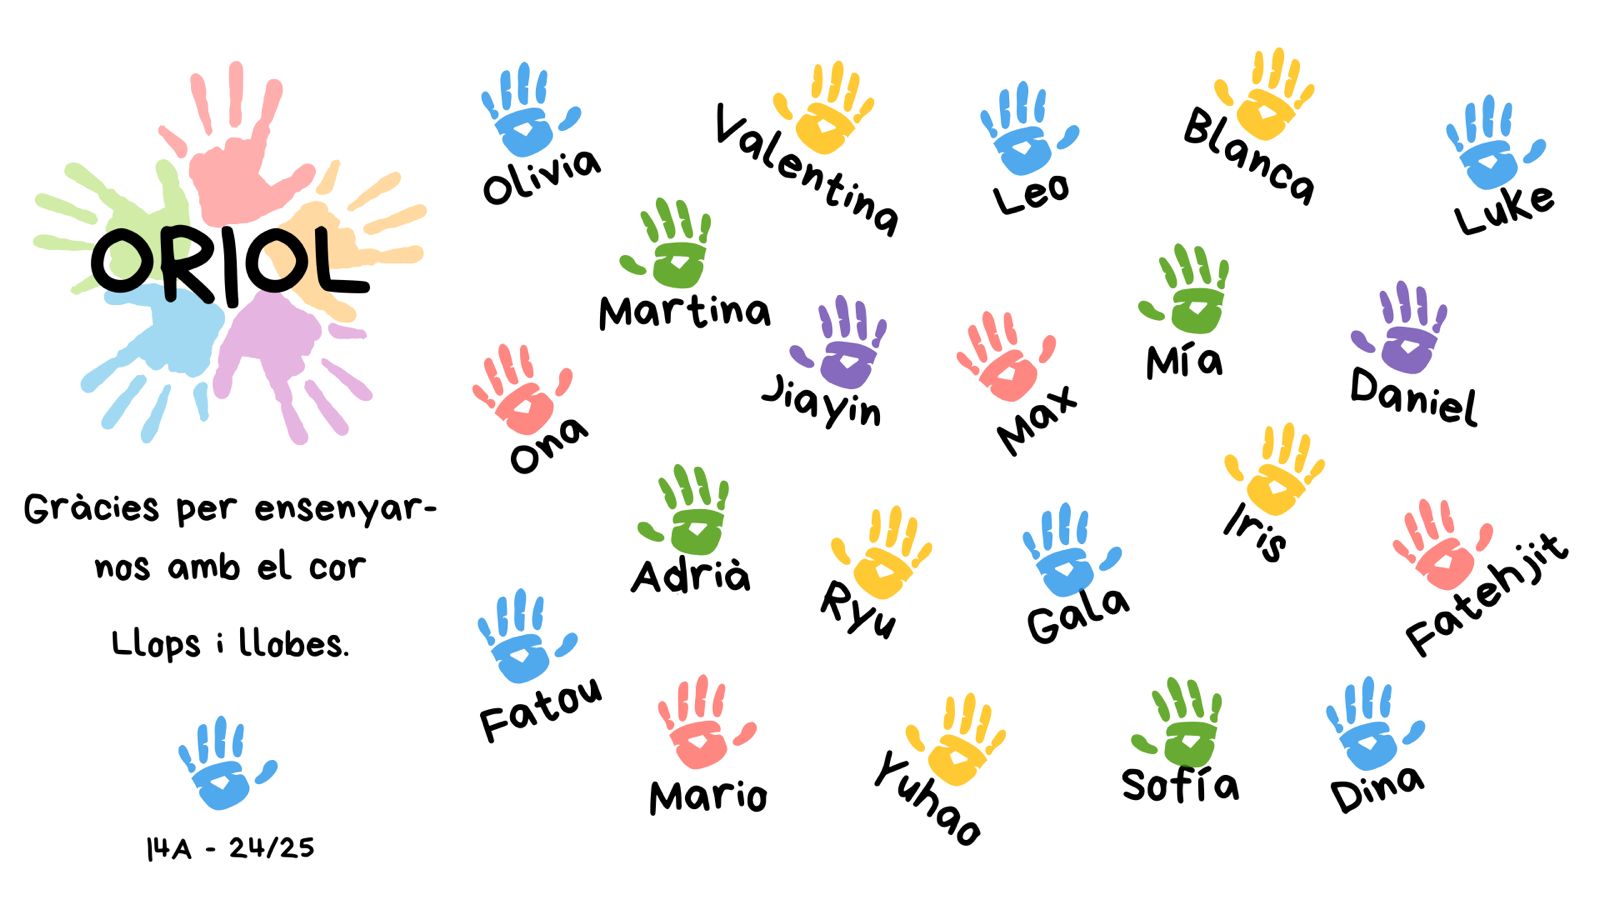 ORIOL
Gràcies per ensenyar-
nos amb el cor
Llops i llobes.
I4A - 24/25
Olivia
Valentina
Leo
Blanca
Luke
Martina
Jiayin
Max
Mía
Daniel
Ona
Adrià
Ryu
Gala
Iris
Fatehjit
Fatou
Mario
Yuhao
Sofía
Dina